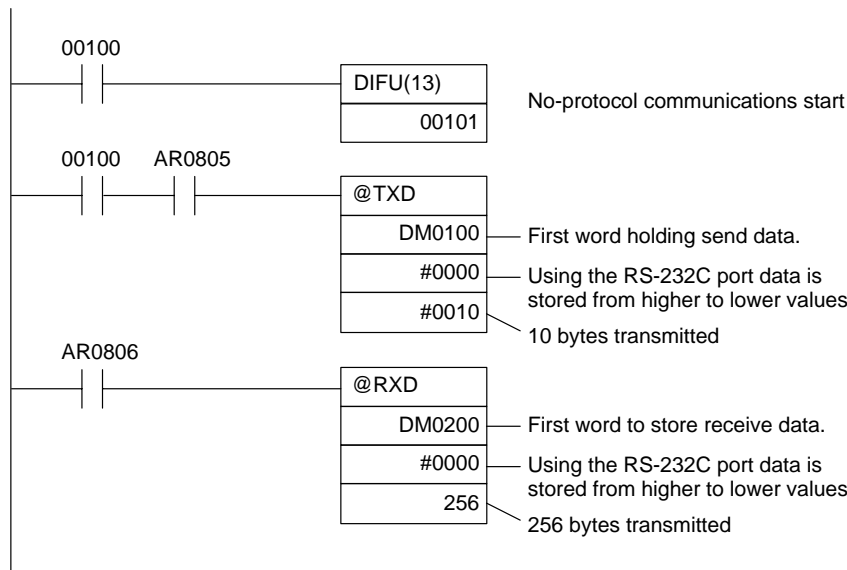 00100
DIFU(13)
00101
No-protocol communications start
00100 AR0805
@TXD
DM0100
First word holding send data.
#0000
Using the RS-232C port data is
stored from higher to lower values
#0010
10 bytes transmitted
AR0806
@RXD
DM0200
First word to store receive data.
#0000
Using the RS-232C port data is
stored from higher to lower values
256
256 bytes transmitted